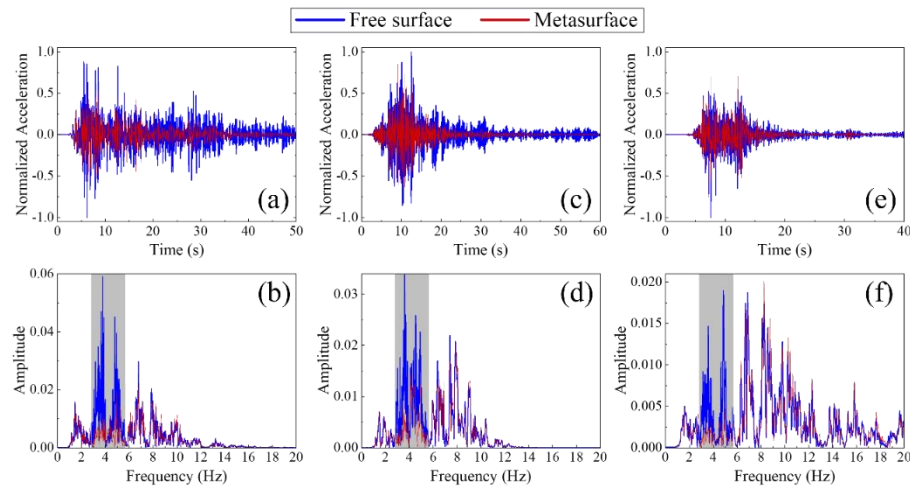 Free surface Metasurface
Normalized Acceleration
1.0
0.5
0.0
-0.5
-1.0
0 10 20 30 40 50
Time (s)
(a)
Normalized Acceleration
1.0
0.5
0.0
-0.5
-1.0
0 10 20 30 40 50 60
Time (s)
(c)
Normalized Acceleration
1.0
0.5
0.0
-0.5
-1.0
0 10 20 30 40
Time (s)
(e)
Amplitude
0.06
0.04
0.02
0.00
0 2 4 6 8 10 12 14 16 18 20
Frequency (Hz)
(b)
Amplitude
0.03
0.02
0.01
0.00
0 2 4 6 8 10 12 14 16 18 20
Frequency (Hz)
(d)
Amplitude
0.020
0.015
0.010
0.005
0.000
0 2 4 6 8 10 12 14 16 18 20
Frequency (Hz)
(f)